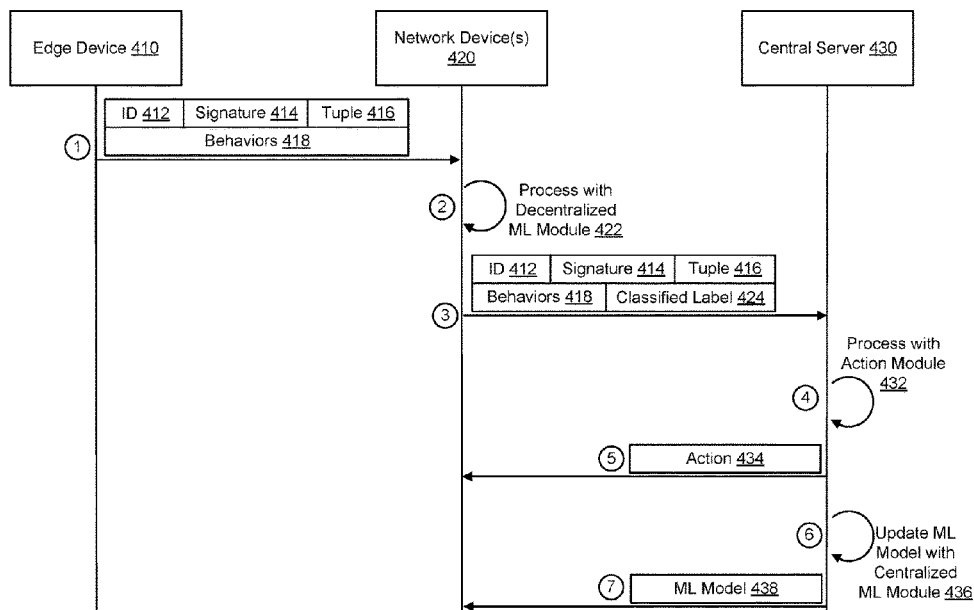 Edge Device 410
Network Device(s)
420
Central Server 430
ID 412 Signature 414 Tuple 416
Behaviors 418
1
2
Process with
Decentralized
ML Module 422
ID 412 Signature 414 Tuple 416
Behaviors 418 Classified Label 424
3
Process with
Action Module
432
4
5
Action 434
6
Update ML
Model with
Centralized
ML Module 436
7
ML Model 438